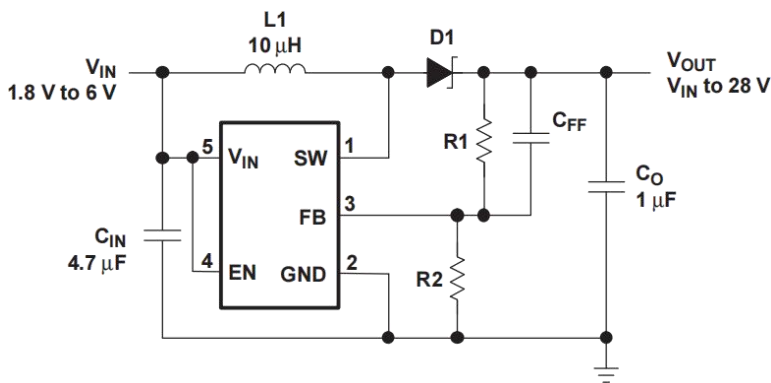 L1
10 μH
D1
V_IN
1.8 V to 6 V
V_OUT
V_IN to 28 V
C_FF
R1
5
V_IN
SW
1
C_O
1 μF
3
FB
C_IN
4.7 μF
4
EN
GND
2
R2